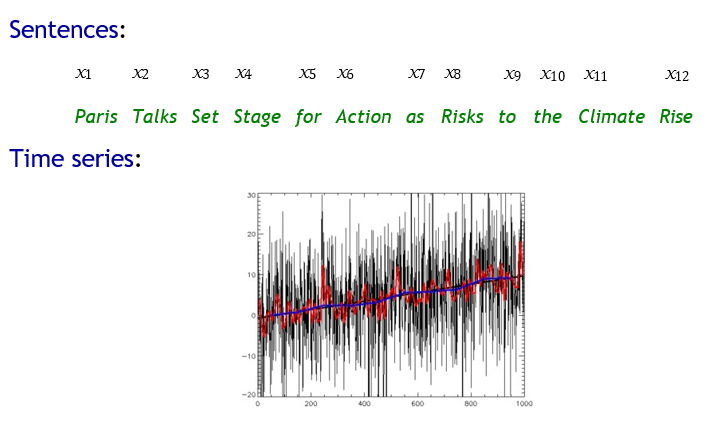 Sentences:
x1 x2 x3 x4 x5 x6 x7 x8 x9 x10 x11 x12
Paris Talks Set Stage for Action as Risks to the Climate Rise
Time series:
30
20
10
0
−10
−20
0 200 400 600 800 1000